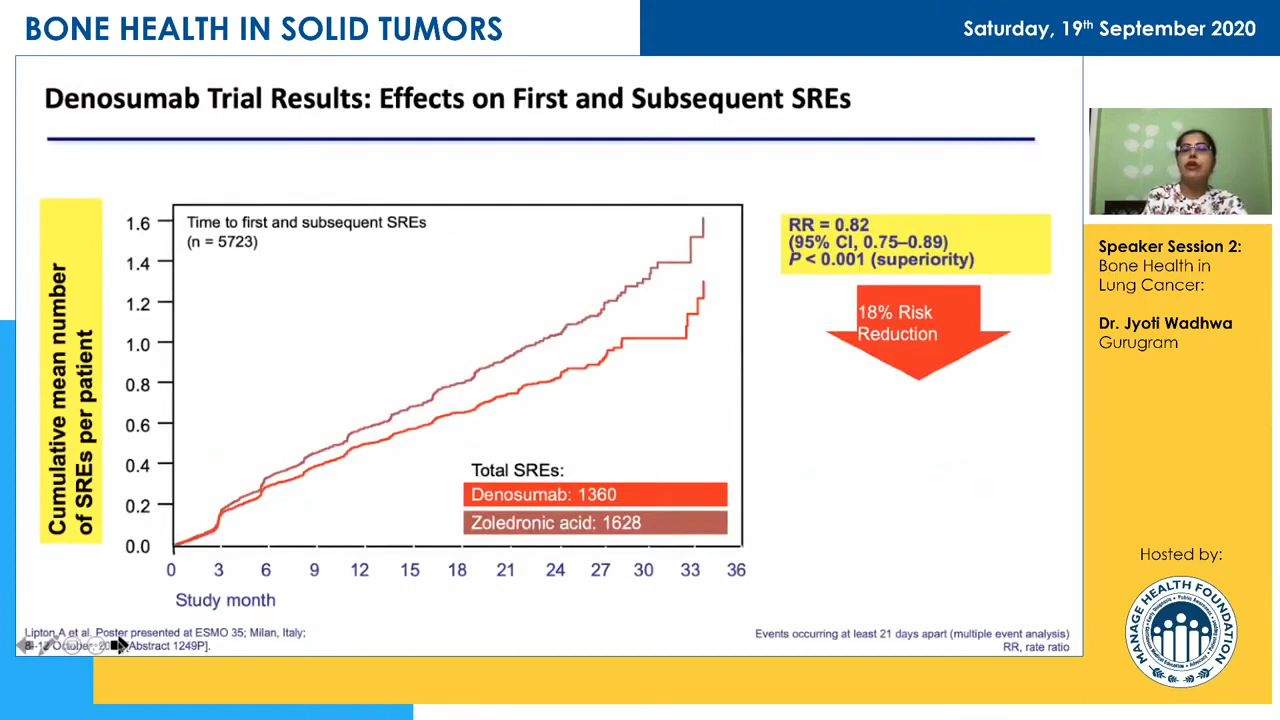 BONE HEALTH IN SOLID TUMORS
Saturday, 19th September 2020
Denosumab Trial Results: Effects on First and Subsequent SREs
Cumulative mean number
of SREs per patient
1.6
1.4
1.2
1.0
0.8
0.6
0.4
0.2
0.0
Time to first and subsequent SREs
(n = 5723)
Total SREs:
Denosumab: 1360
Zoledronic acid: 1628
0 3 6 9 12 15 18 21 24 27 30 33 36
Study month
RR = 0.82
(95% CI, 0.75–0.89)
P < 0.001 (superiority)
18% Risk
Reduction
Lipton A et al. Poster presented at ESMO 35; Milan, Italy;
October, Abstract 1249P].
Events occurring at least 21 days apart (multiple event analysis)
RR, rate ratio
Speaker Session 2:
Bone Health in
Lung Cancer:
Dr. Jyoti Wadhwa
Gurugram
Hosted by:
MANAGE HEALTH FOUNDATION